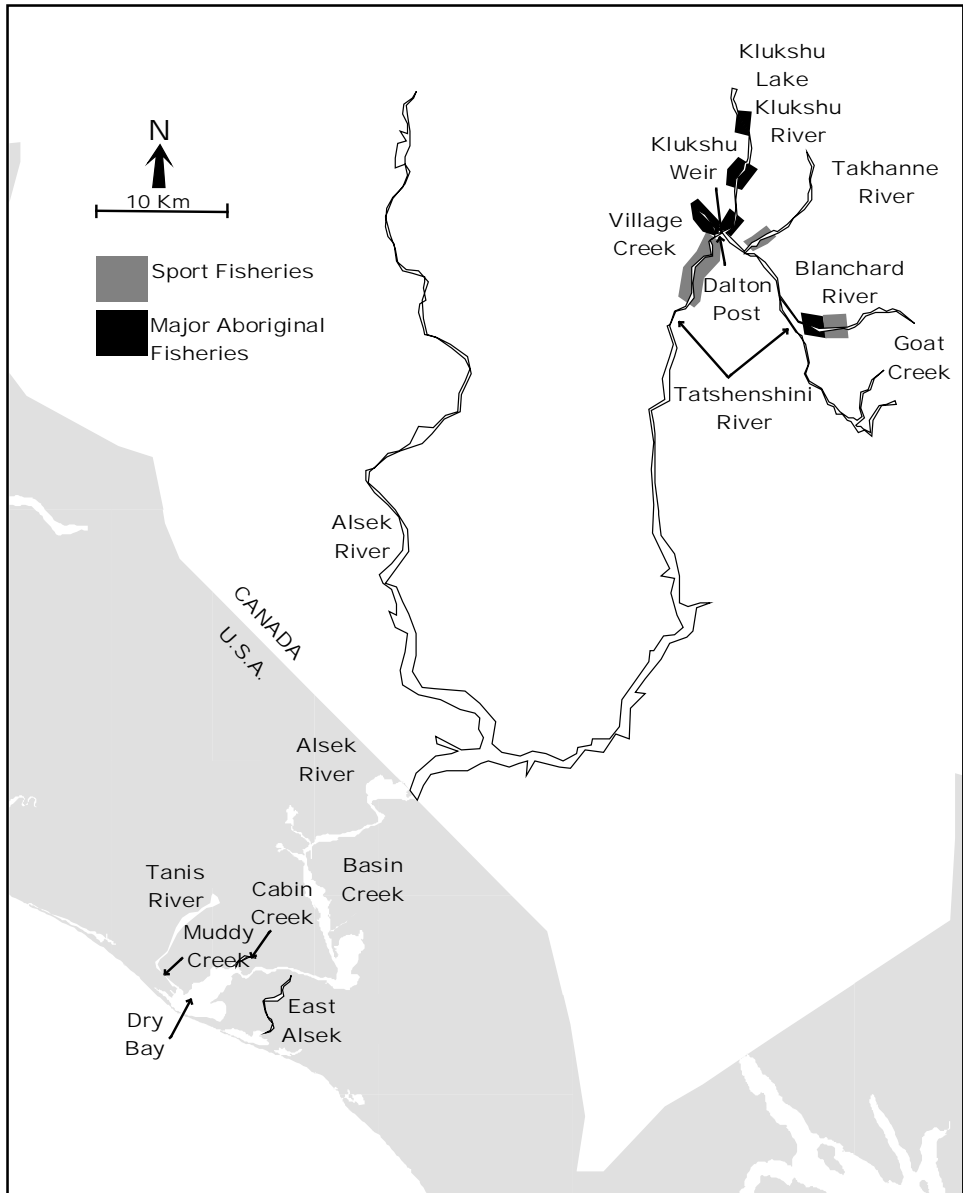 Klukshu
Lake
Klukshu
River
Klukshu
Weir
Takhanne
River
N
10 Km
Village
Creek
Sport Fisheries
Dalton
Post
Blanchard
River
Major Aboriginal
Fisheries
Goat
Creek
Tatshenshini
River
Alsek
River
CANADA
U.S.A.
Alsek
River
Basin
Creek
Tanis
River
Cabin
Creek
Muddy
Creek
East
Alsek
Dry
Bay